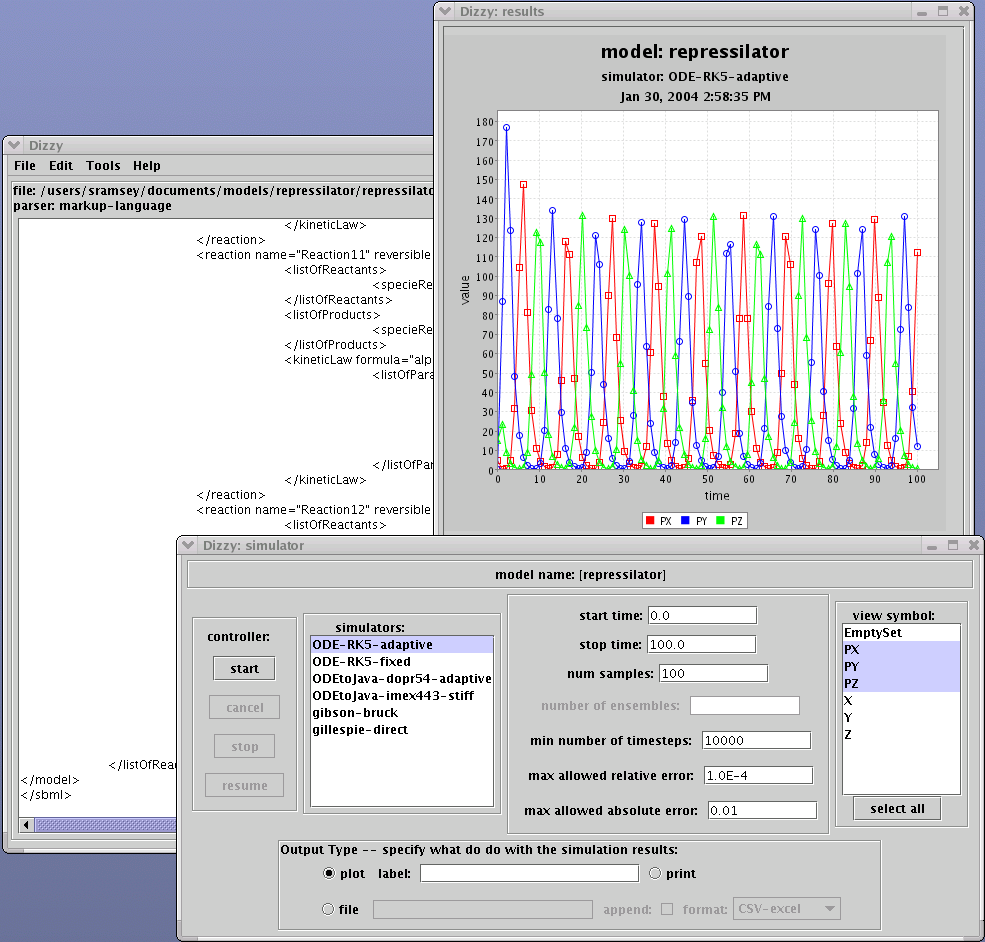 Dizzy: results
model: repressilator
simulator: ODE-RK5-adaptive
Jan 30, 2004 2:58:35 PM
180
170
160
150
140
130
120
110
100
90
80
70
60
50
40
30
20
10
0
value
0 10 20 30 40 50 60 70 80 90 100
time
PX PY PZ
Dizzy
File Edit Tools Help
file: /users/sramsey/documents/models/repressilator/repressilato
parser: markup-language
</kineticLaw>
</reaction>
<reaction name="Reaction11" reversible
<listOfReactants>
<specieRe
</listOfReactants>
<listOfProducts>
<specieRe
</listOfProducts>
<kineticLaw formula="alp
<listOfPara
</listOfPar
</kineticLaw>
</reaction>
<reaction name="Reaction12" reversible
<listOfReactants>
</listOfReac
</model>
</sbml>
Dizzy: simulator
model name: [repressilator]
controller:
start
cancel
stop
resume
simulators:
ODE-RK5-adaptive
ODE-RK5-fixed
ODEtoJava-dopr54-adaptive
ODEtoJava-imex443-stiff
gibson-bruck
gillespie-direct
start time: 0.0
stop time: 100.0
num samples: 100
number of ensembles:
min number of timesteps: 10000
max allowed relative error: 1.0E-4
max allowed absolute error: 0.01
view symbol:
EmptySet
PX
PY
PZ
X
Y
Z
select all
Output Type -- specify what do do with the simulation results:
plot label: print
file append: format: CSV-excel